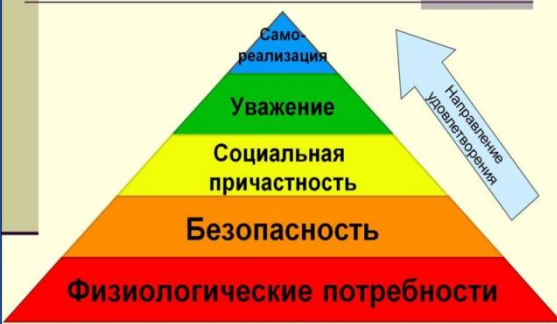 Само-
реализация
Уважение
Социальная
причастность
Безопасность
Физиологические потребности
Направление
удовлетворения